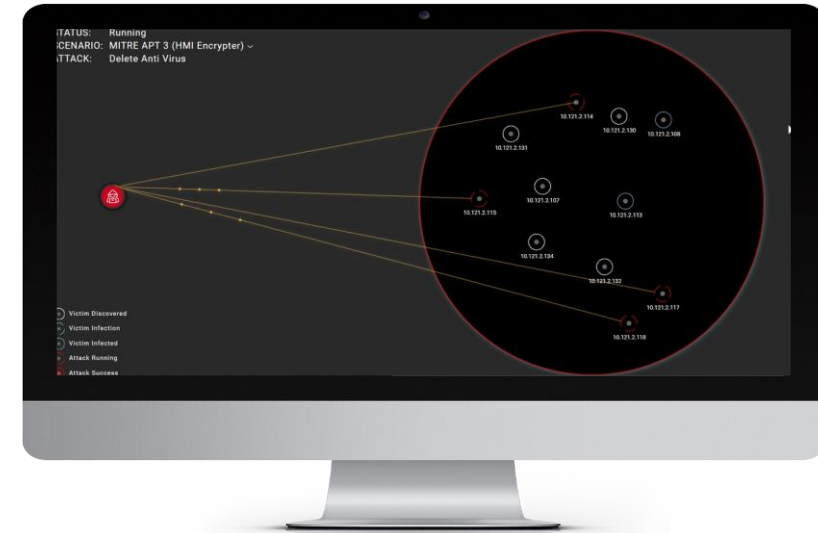 STATUS: Running
SCENARIO: MITRE APT 3 (HMI Encrypter)
ATTACK: Delete Anti Virus
10.121.2.114
10.121.2.130
10.121.2.108
10.121.2.131
10.121.2.107
10.121.2.115
10.121.2.113
10.121.2.134
10.121.2.132
10.121.2.117
10.121.2.118
Victim Discovered
Victim Infection
Victim Infected
Attack Running
Attack Success